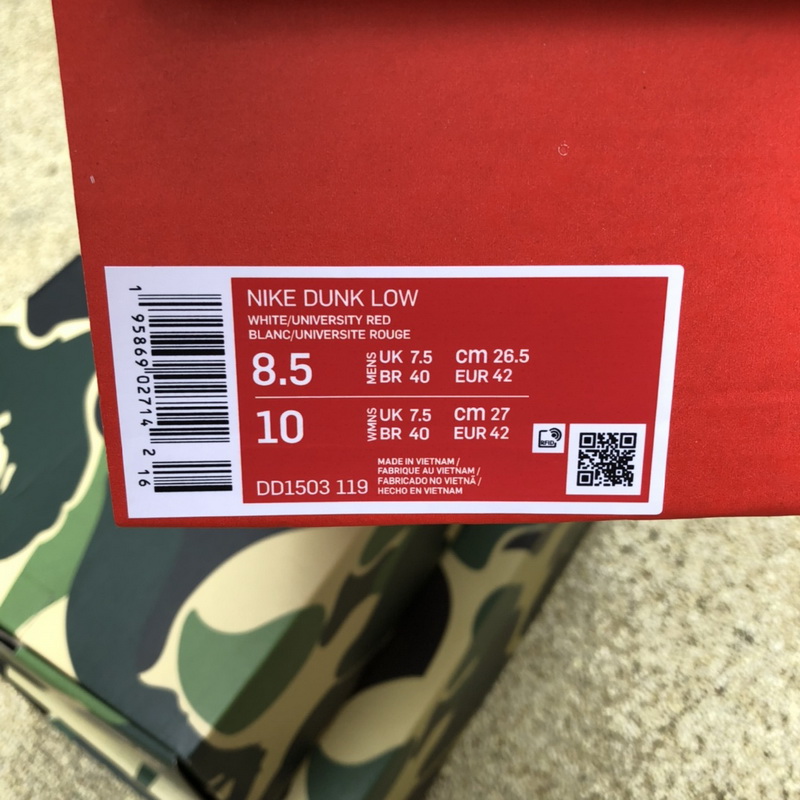 1 95869 02714 2 16
NIKE DUNK LOW
WHITE/UNIVERSITY RED
BLANC/UNIVERSITE ROUGE
8.5 MENS UK 7.5 cm 26.5
BR 40 EUR 42
10 WMNS UK 7.5 cm 27
BR 40 EUR 42
RFID
DD1503 119
MADE IN VIETNAM /
FABRIQUE AU VIETNAM /
FABRICADO NO VIETNÃ /
HECHO EN VIETNAM